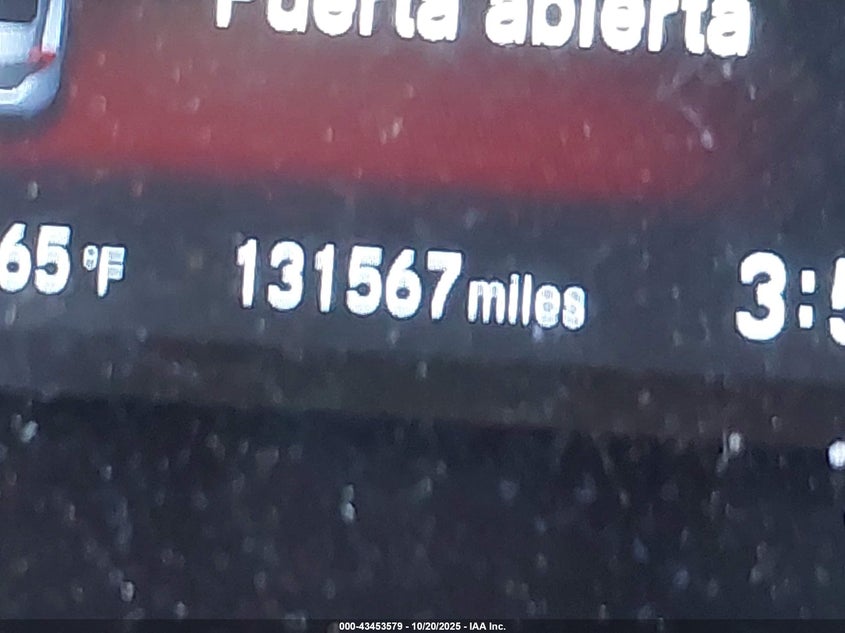 Puerta abierta
65 °F 131567 miles 3:5
000-43453579 - 10/20/2025 - IAA Inc.